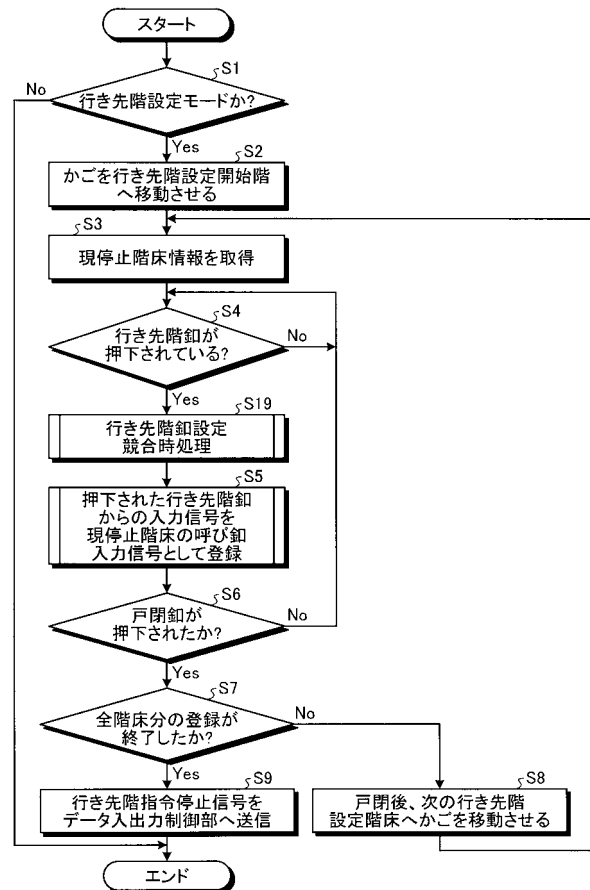 スタート
S1
行き先階設定モードか?
No
Yes
S2
かごを行き先階設定開始階
へ移動させる
S3
現停止階床情報を取得
S4
行き先階釦が
押下されている?
No
Yes
S19
行き先階釦設定
競合時処理
S5
押下された行き先階釦
からの入力信号を
現停止階床の呼び釦
入力信号として登録
S6
戸閉釦が
押下されたか?
No
Yes
S7
全階床分の登録が
終了したか?
No
Yes
S9
行き先階指令停止信号を
データ入出力制御部へ送信
S8
戸閉後、次の行き先階
設定階床へかごを移動させる
エンド